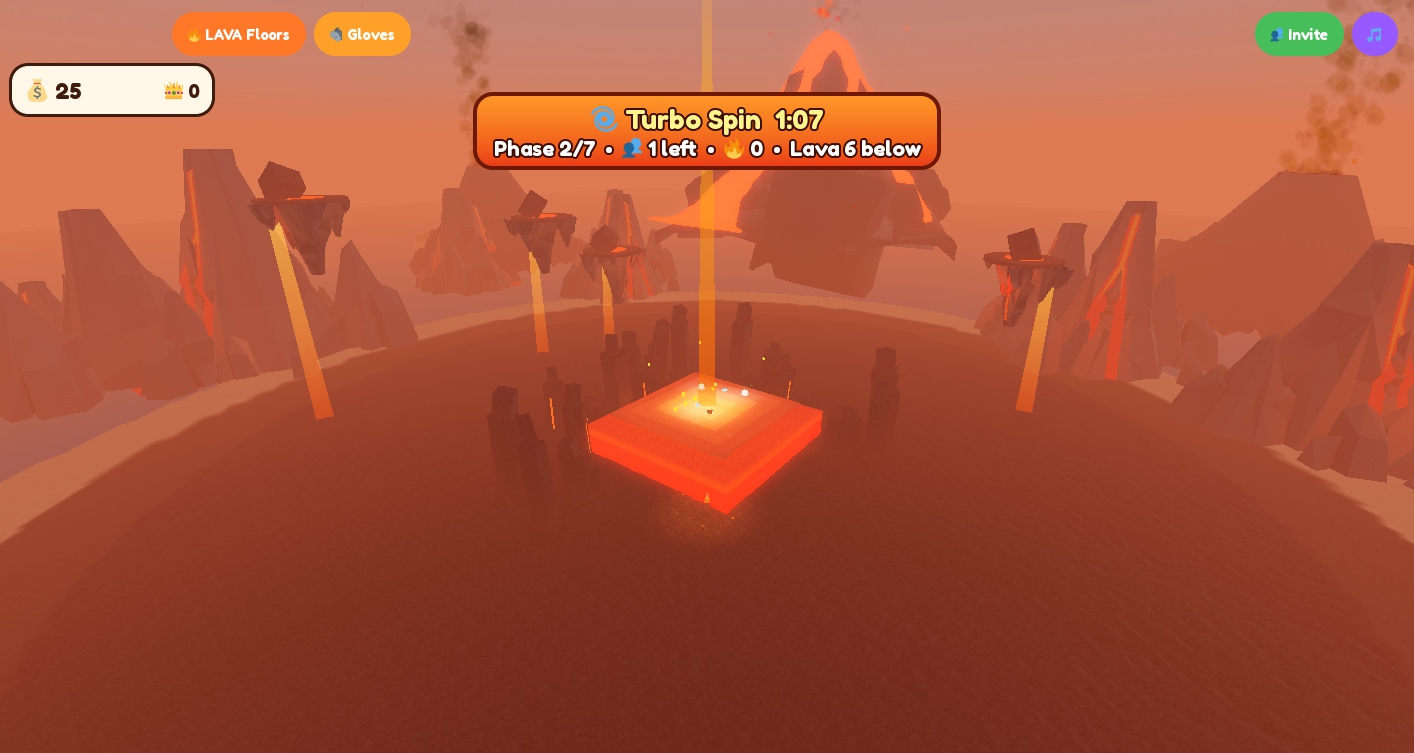 LAVA Floors
Gloves
Invite
25
0
Turbo Spin 1:07
Phase 2/7 • 1 left • 0 • Lava 6 below